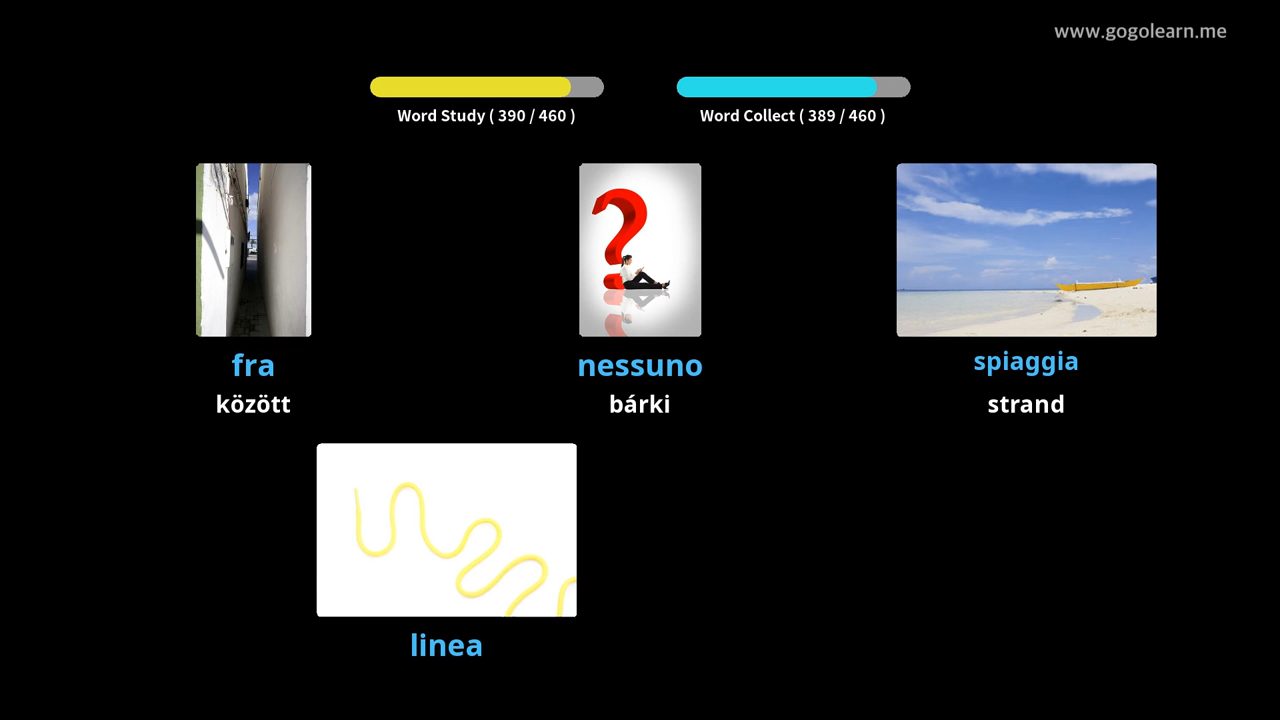 www.gogolearn.me
Word Study ( 390 / 460 )
Word Collect ( 389 / 460 )
fra
nessuno
spiaggia
között
bárki
strand
linea